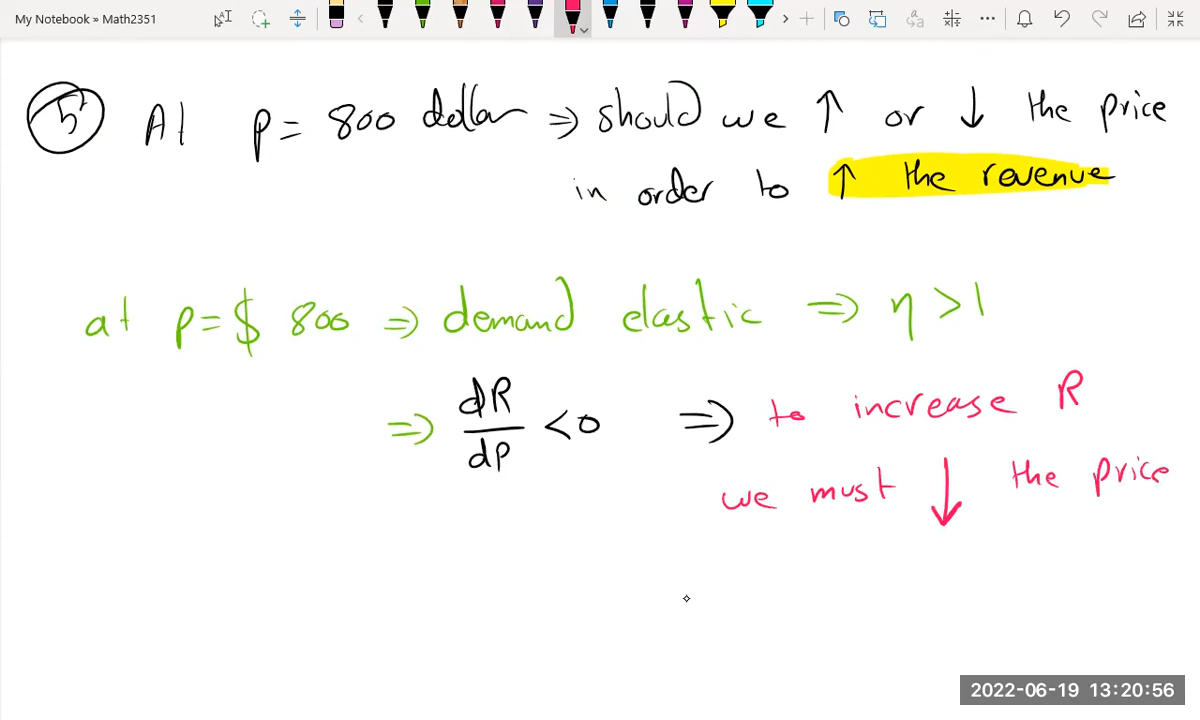 My Notebook » Math2351
5 At p = 800 dollar ⇒ should we ↑ or ↓ the price
in order to ↑ the revenue
at p = $ 800 ⇒ demand elastic ⇒ η > 1
⇒ dR/dp < 0 ⇒ to increase R
we must ↓ the price
2022-06-19 13:20:56